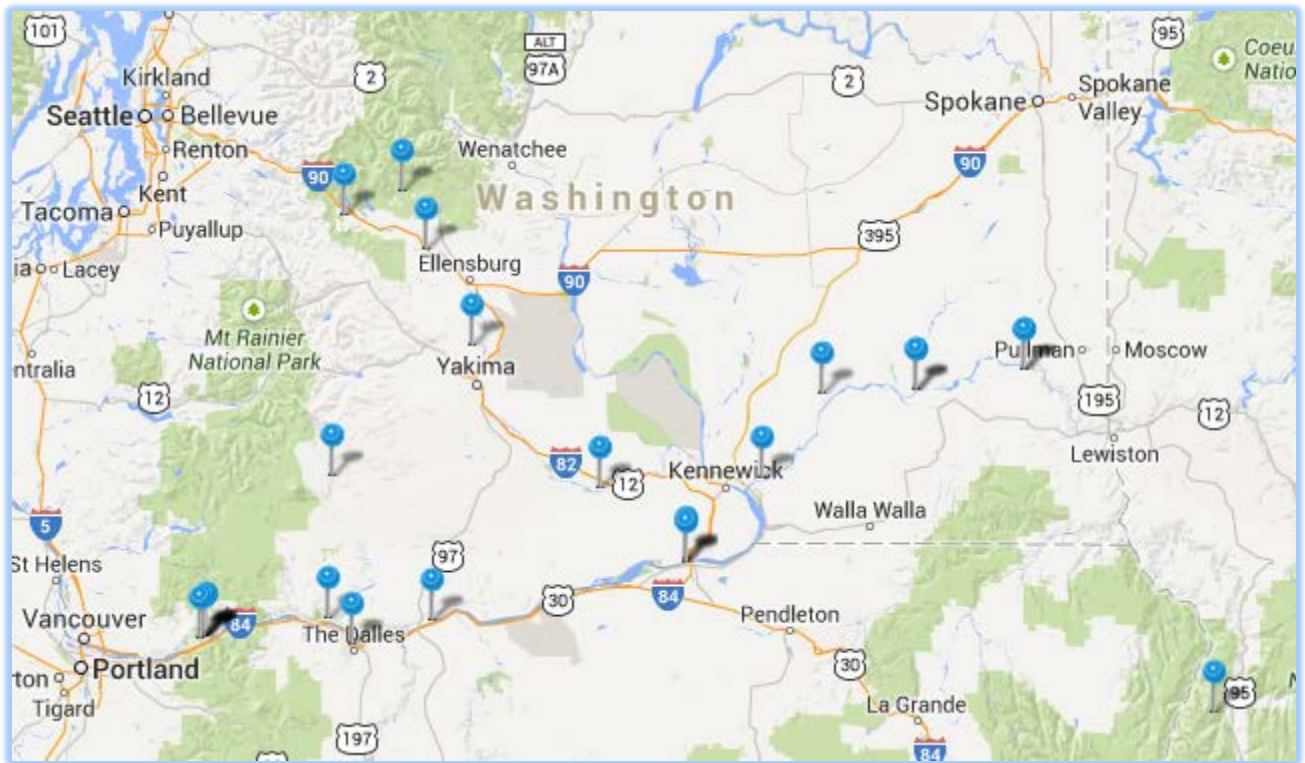 101
ALT
97A
2
2
95
Coeu
Natio
Kirkland
Seattle
Bellevue
Spokane
Spokane
Valley
Renton
Wenatchee
90
90
Kent
Washington
Tacoma
Puyallup
395
ia
Lacey
Ellensburg
90
Mt Rainier
National Park
ntralia
Yakima
Pullman
Moscow
12
195
12
Lewiston
82
12
Kennewick
5
Walla Walla
St Helens
97
84
30
Vancouver
84
The Dalles
Pendleton
Portland
rton
Tigard
30
95
La Grande
197
84